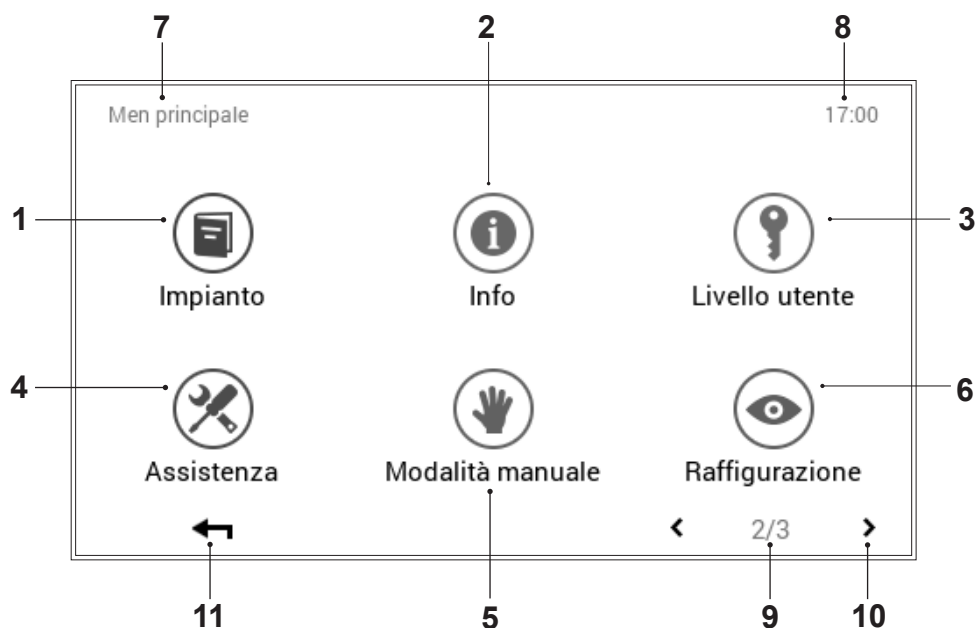 7 2 8
Men principale 17:00
1 3
Impianto Info Livello utente
4 6
Assistenza Modalità manuale Raffigurazione
2/3
11 5 9 10